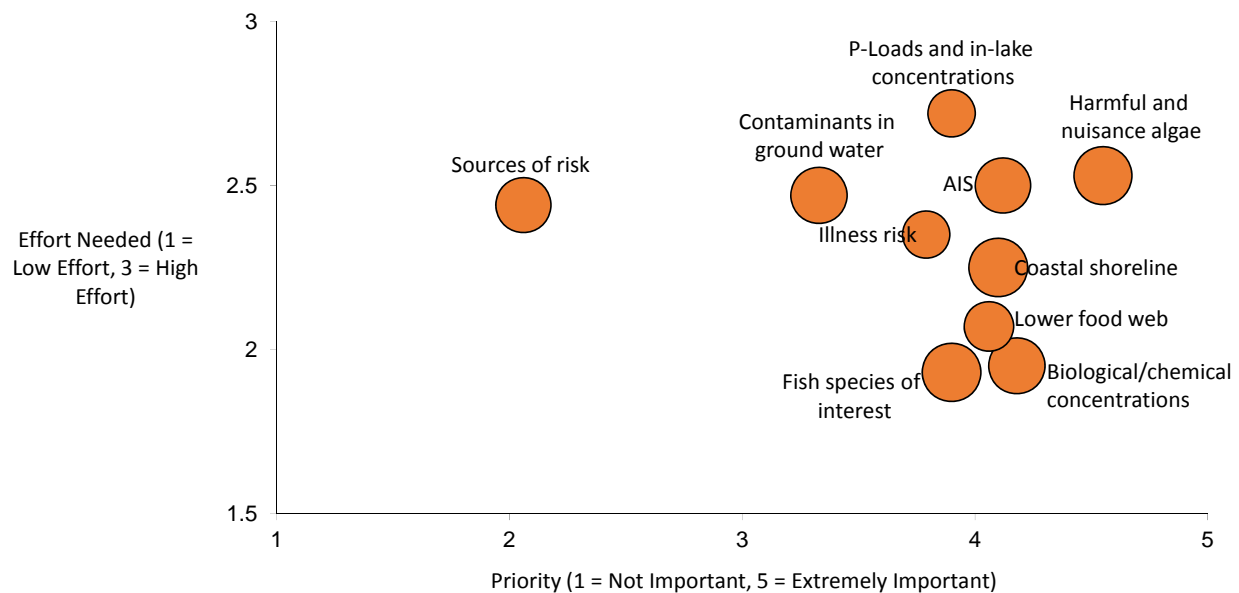 3
P-Loads and in-lake
concentrations
Harmful and
nuisance algae
Contaminants in
ground water
Sources of risk
2.5
AIS
Illness risk
Effort Needed (1 =
Low Effort, 3 = High
Effort)
Coastal shoreline
Lower food web
2
Fish species of
interest
Biological/chemical
concentrations
1.5
1
2
3
4
5
Priority (1 = Not Important, 5 = Extremely Important)